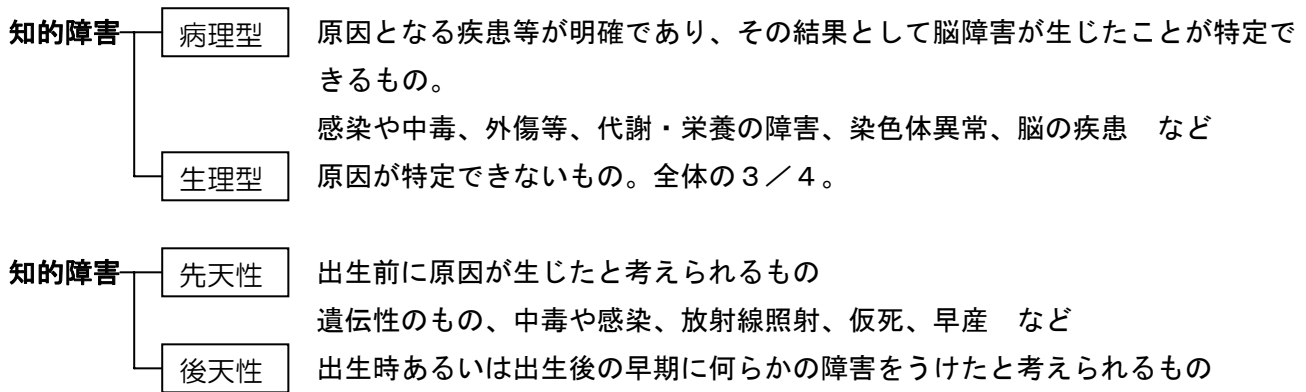 知的障害 病理型 原因となる疾患等が明確であり、その結果として脳障害が生じたことが特定で
きるもの。
感染や中毒、外傷等、代謝・栄養の障害、染色体異常、脳の疾患　など
生理型 原因が特定できないもの。全体の３／４。
知的障害 先天性 出生前に原因が生じたと考えられるもの
遺伝性のもの、中毒や感染、放射線照射、仮死、早産　など
後天性 出生時あるいは出生後の早期に何らかの障害をうけたと考えられるもの